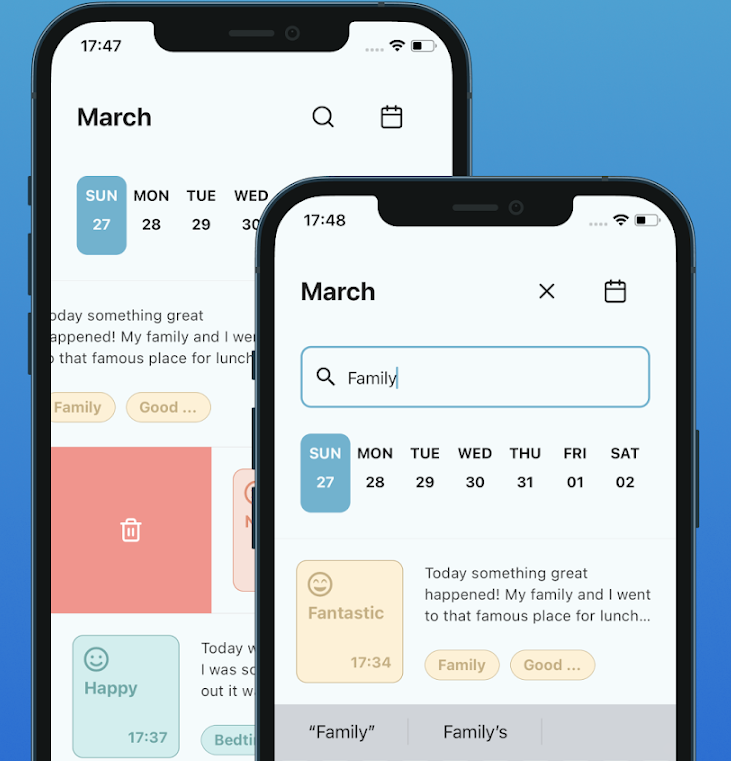 17:47
March
SUN MON TUE WED
27 28 29 30
oday something great
appened! My family and I we
to that famous place for lunch
Family Good ...
Happy
17:37
Today
I was
out it
17:48
March
Family
SUN MON TUE WED THU FRI SAT
27 28 29 30 31 01 02
Fantastic
17:34
Today something great
happened! My family and I went
to that famous place for lunch...
Family Good ...
“Family” Family’s